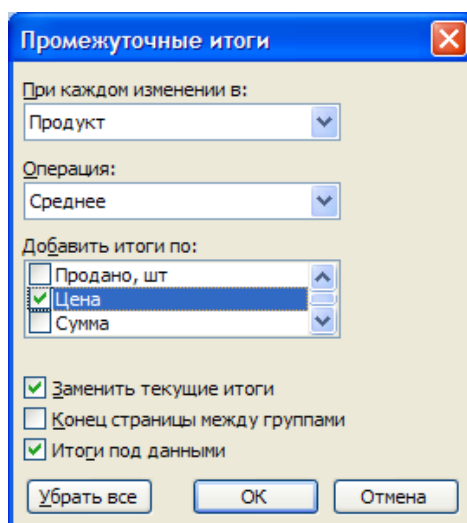 Промежуточные итоги
При каждом изменении в:
Продукт
Операция:
Среднее
Добавить итоги по:
Продано, шт
Цена
Сумма
Заменить текущие итоги
Конец страницы между группами
Итоги под данными
Убрать все ОК Отмена